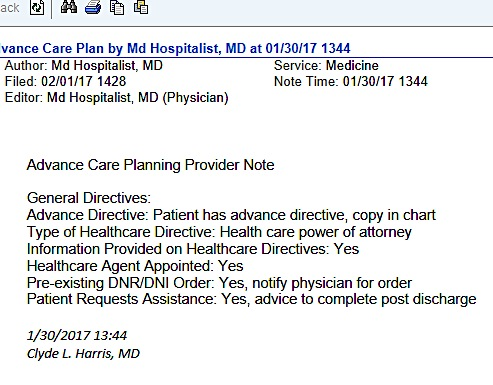 ack
dvance Care Plan by Md Hospitalist, MD at 01/30/17 1344
Author: Md Hospitalist, MD Service: Medicine
Filed: 02/01/17 1428 Note Time: 01/30/17 1344
Editor: Md Hospitalist, MD (Physician)
Advance Care Planning Provider Note
General Directives:
Advance Directive: Patient has advance directive, copy in chart
Type of Healthcare Directive: Health care power of attorney
Information Provided on Healthcare Directives: Yes
Healthcare Agent Appointed: Yes
Pre-existing DNR/DNI Order: Yes, notify physician for order
Patient Requests Assistance: Yes, advice to complete post discharge
1/30/2017 13:44
Clyde L. Harris, MD